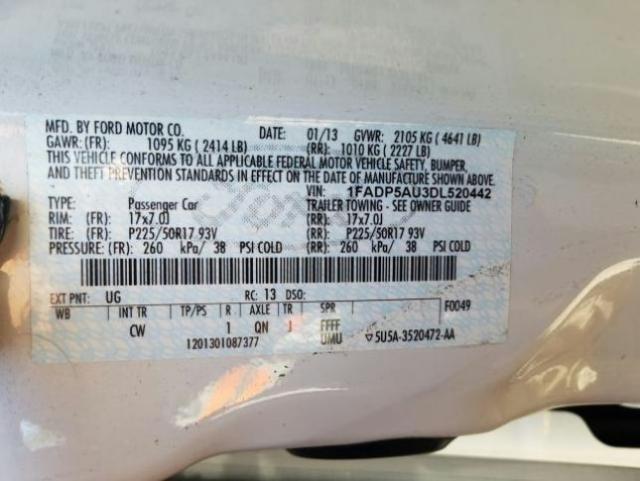 MFD. BY FORD MOTOR CO. DATE: 01/13 GVWR: 2105 KG ( 4641 LB)
GAWR: (FR): 1095 KG ( 2414 LB) (RR): 1010 KG ( 2227 LB)
THIS VEHICLE CONFORMS TO ALL APPLICABLE FEDERAL MOTOR VEHICLE SAFETY, BUMPER,
AND THEFT PREVENTION STANDARDS IN EFFECT ON THE DATE OF MANUFACTURE SHOWN ABOVE.
VIN: 1FADP5AU3DL520442
TYPE: Passenger Car TRAILER TOWING - SEE OWNER GUIDE
RIM: (FR): 17x7.0J (RR): 17x7.0J
TIRE: (FR): P225/50R17 93V (RR): P225/50R17 93V
PRESSURE: (FR): 260 kPa/ 38 PSI COLD (RR): 260 kPa/ 38 PSI COLD
EXT PNT: UG RC: 13 DSO: F0049
WB INT TR TP/PS R AXLE TR SPR
CW 1 QN J FFFF
1201301087377 UMU 5U5A-3520472-AA